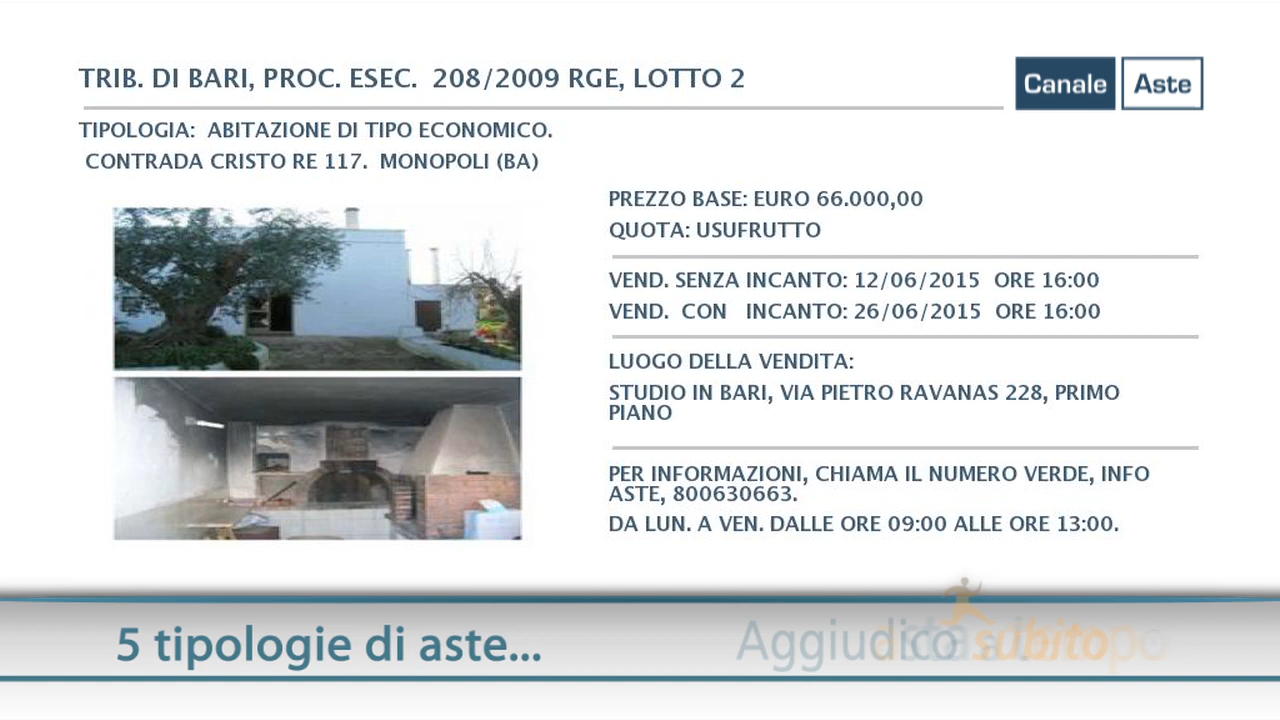 TRIB. DI BARI, PROC. ESEC. 208/2009 RGE, LOTTO 2
Canale Aste
TIPOLOGIA: ABITAZIONE DI TIPO ECONOMICO.
CONTRADA CRISTO RE 117. MONOPOLI (BA)
PREZZO BASE: EURO 66.000,00
QUOTA: USUFRUTTO
VEND. SENZA INCANTO: 12/06/2015 ORE 16:00
VEND. CON INCANTO: 26/06/2015 ORE 16:00
LUOGO DELLA VENDITA:
STUDIO IN BARI, VIA PIETRO RAVANAS 228, PRIMO
PIANO
PER INFORMAZIONI, CHIAMA IL NUMERO VERDE, INFO
ASTE, 800630663.
DA LUN. A VEN. DALLE ORE 09:00 ALLE ORE 13:00.
5 tipologie di aste...
subito